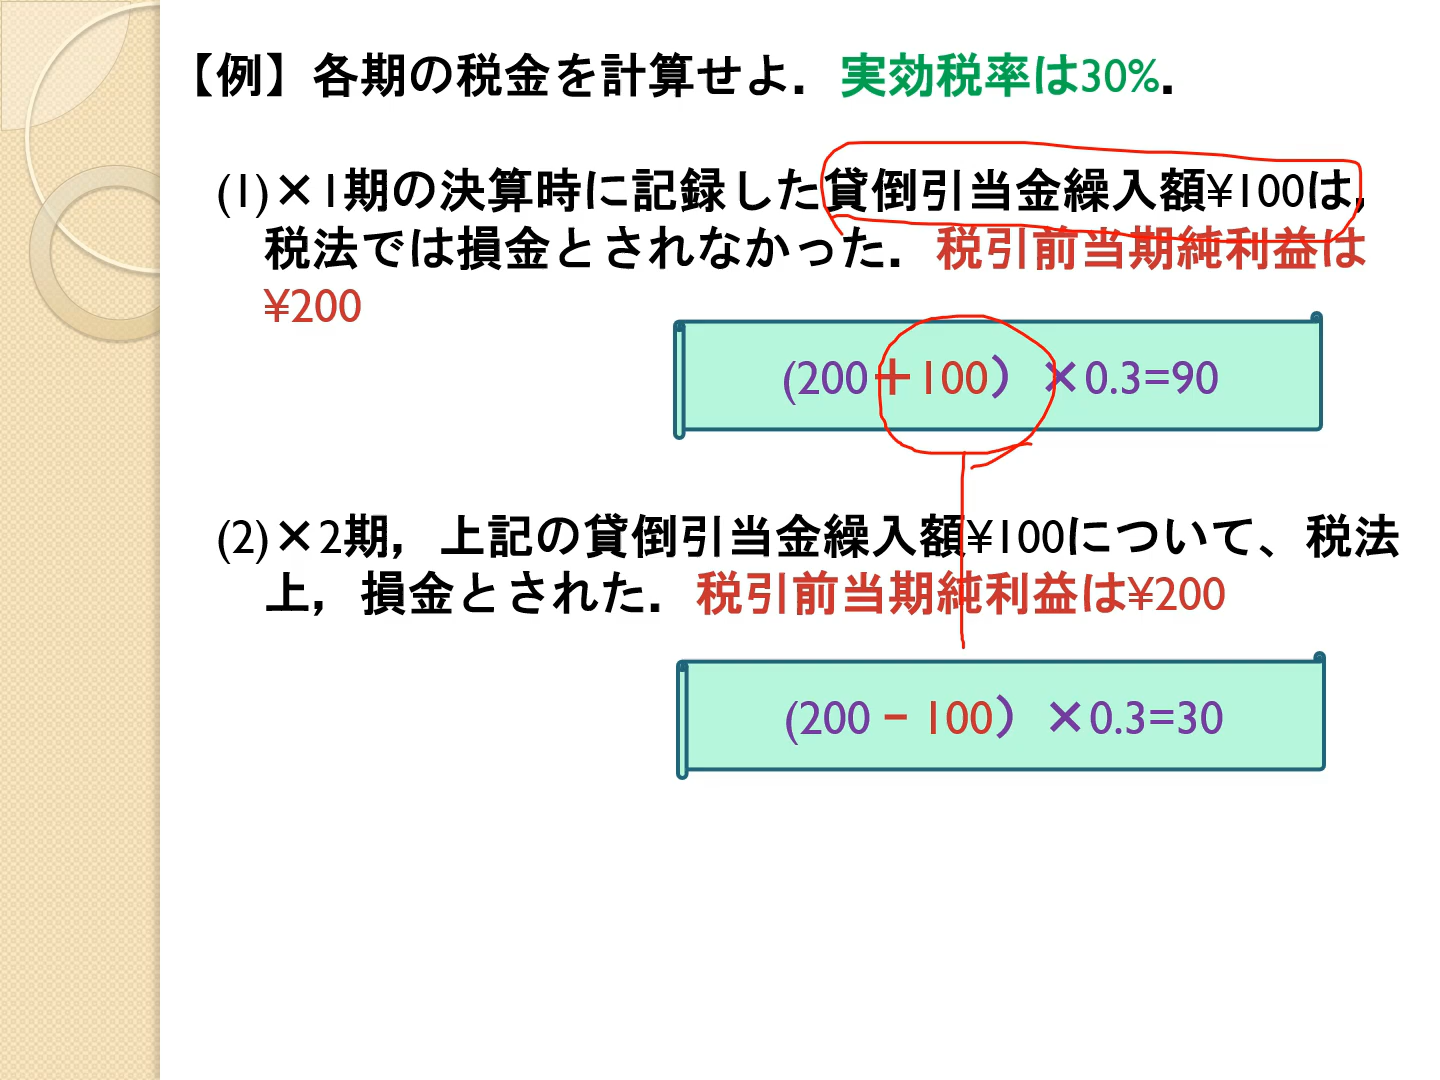 【例】各期の税金を計算せよ．実効税率は30%．
(1)×1期の決算時に記録した貸倒引当金繰入額¥100は，
税法では損金とされなかった．税引前当期純利益は
¥200
(200＋100）×0.3=90
(2)×2期，上記の貸倒引当金繰入額¥100について、税法
上，損金とされた．税引前当期純利益は¥200
(200－100）×0.3=30